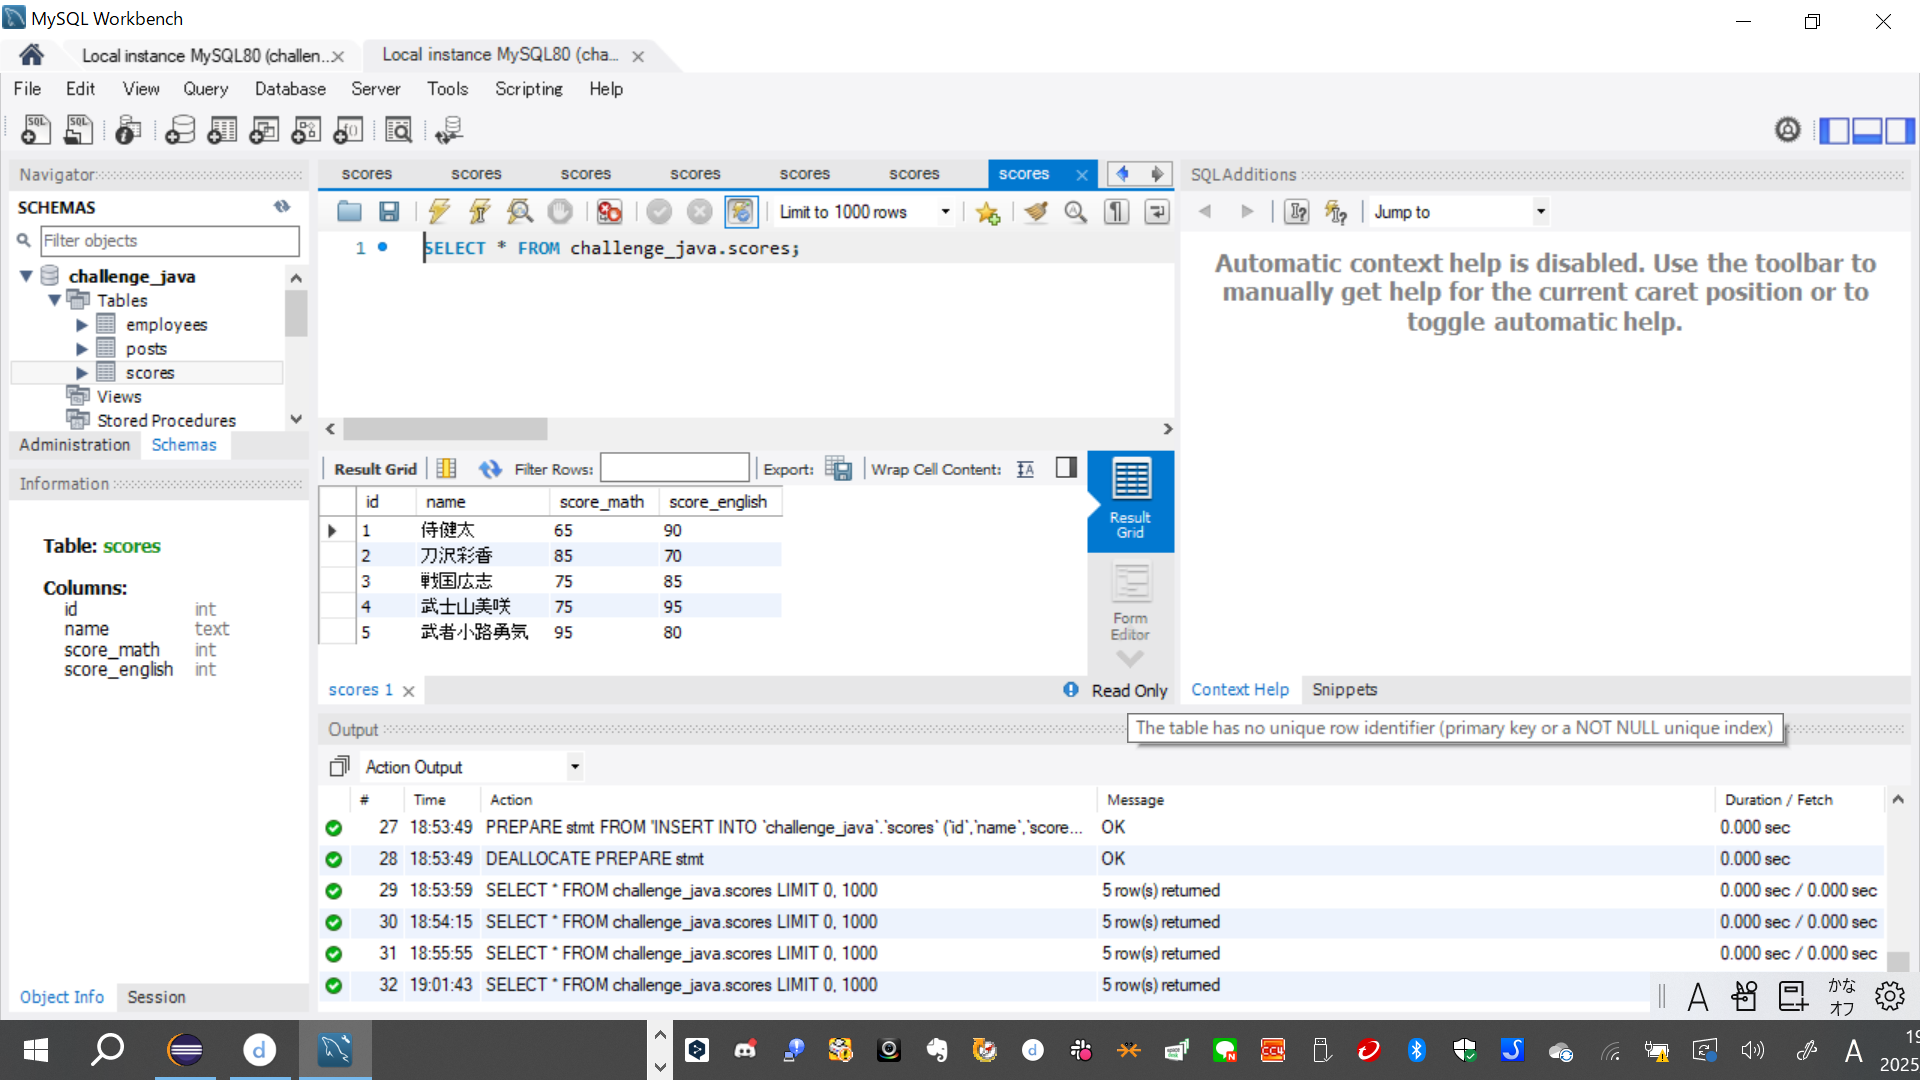 MySQL Workbench
Local instance MySQL80 (challen... Local instance MySQL80 (cha...
File Edit View Query Database Server Tools Scripting Help
Navigator
SCHEMAS
Filter objects
challenge_java
Tables
employees
posts
scores
Views
Stored Procedures
Administration Schemas
Information
Table: scores
Columns:
id int
name text
score_math int
score_english int
Object Info Session
scores scores scores scores scores scores scores
Limit to 1000 rows
1 SELECT * FROM challenge_java.scores;
Result Grid Filter Rows: Export: Wrap Cell Content:
id name score_math score_english
1 侍健太 65 90
2 刀沢彩香 85 70
3 戦国広志 75 85
4 武士山美咲 75 95
5 武者小路勇気 95 80
Result Grid
Form Editor
scores 1 Read Only
SQLAdditions
Jump to
Automatic context help is disabled. Use the toolbar to
manually get help for the current caret position or to
toggle automatic help.
Context Help Snippets
The table has no unique row identifier (primary key or a NOT NULL unique index)
Output
Action Output
# Time Action Message Duration / Fetch
27 18:53:49 PREPARE stmt FROM 'INSERT INTO `challenge_java`.`scores` (`id`,`name`,`score... OK 0.000 sec
28 18:53:49 DEALLOCATE PREPARE stmt OK 0.000 sec
29 18:53:59 SELECT * FROM challenge_java.scores LIMIT 0, 1000 5 row(s) returned 0.000 sec / 0.000 sec
30 18:54:15 SELECT * FROM challenge_java.scores LIMIT 0, 1000 5 row(s) returned 0.000 sec / 0.000 sec
31 18:55:55 SELECT * FROM challenge_java.scores LIMIT 0, 1000 5 row(s) returned 0.000 sec / 0.000 sec
32 19:01:43 SELECT * FROM challenge_java.scores LIMIT 0, 1000 5 row(s) returned
A かな
オフ
A
2025